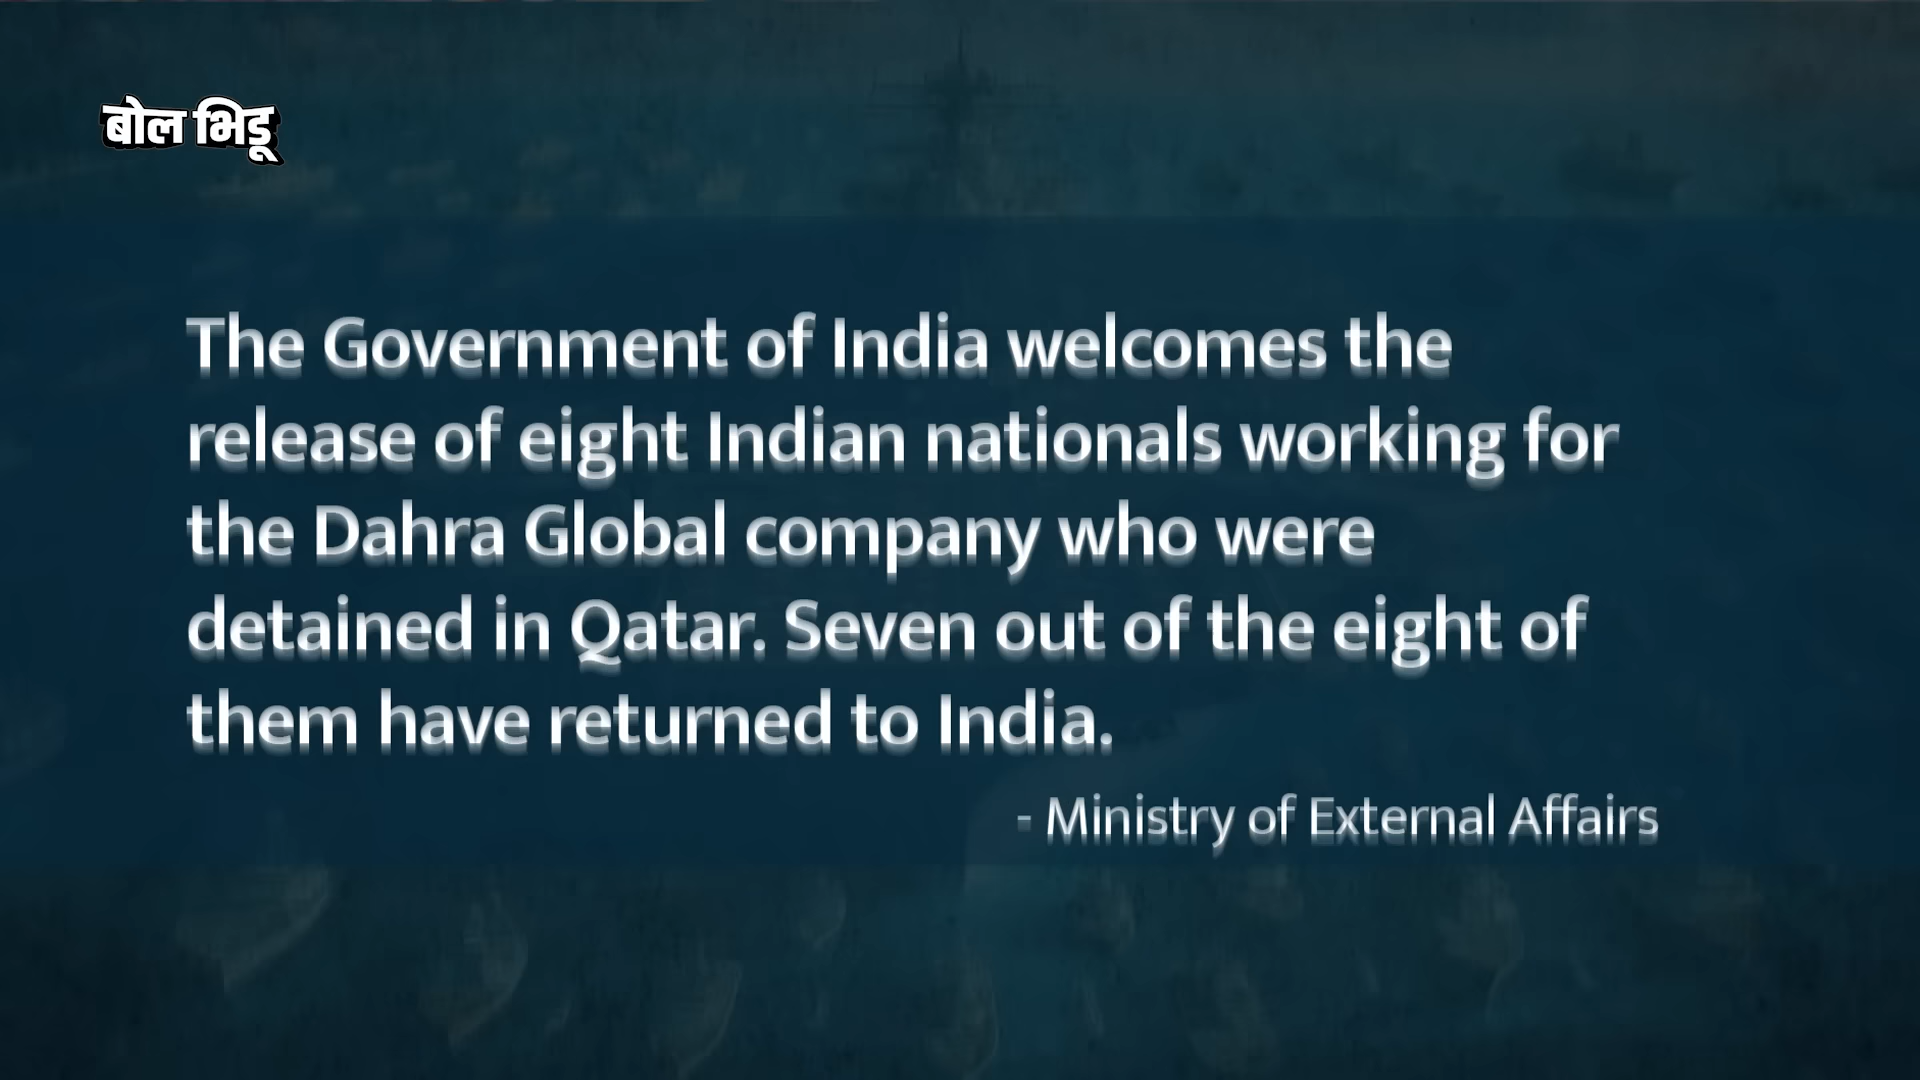 बोल भिडू
The Government of India welcomes the
release of eight Indian nationals working for
the Dahra Global company who were
detained in Qatar. Seven out of the eight of
them have returned to India.
- Ministry of External Affairs